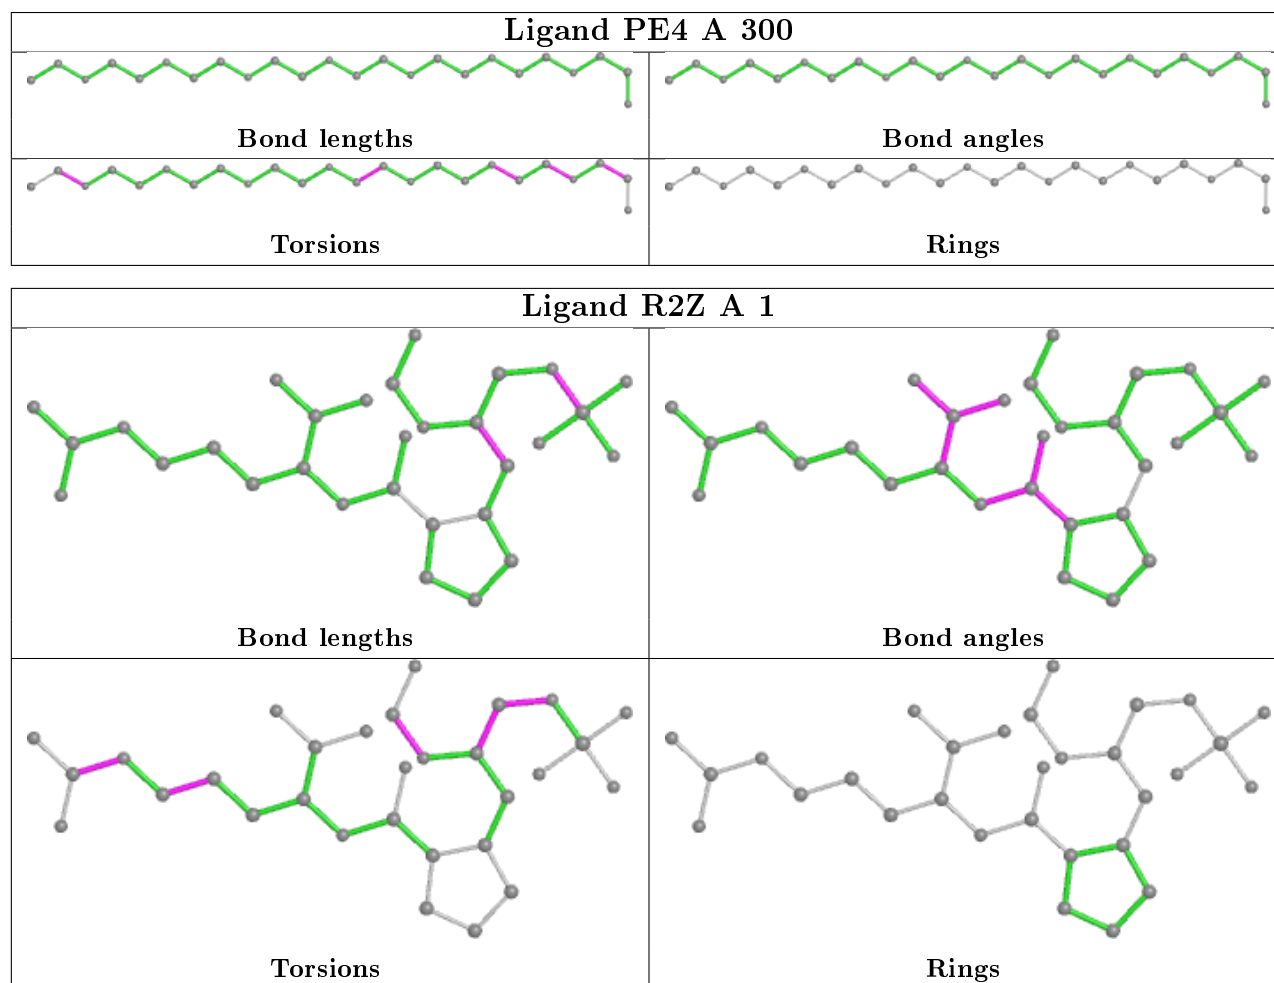 Ligand PE4 A 300
Bond lengths
Bond angles
Torsions
Rings
Ligand R2Z A 1
Bond lengths
Bond angles
Torsions
Rings